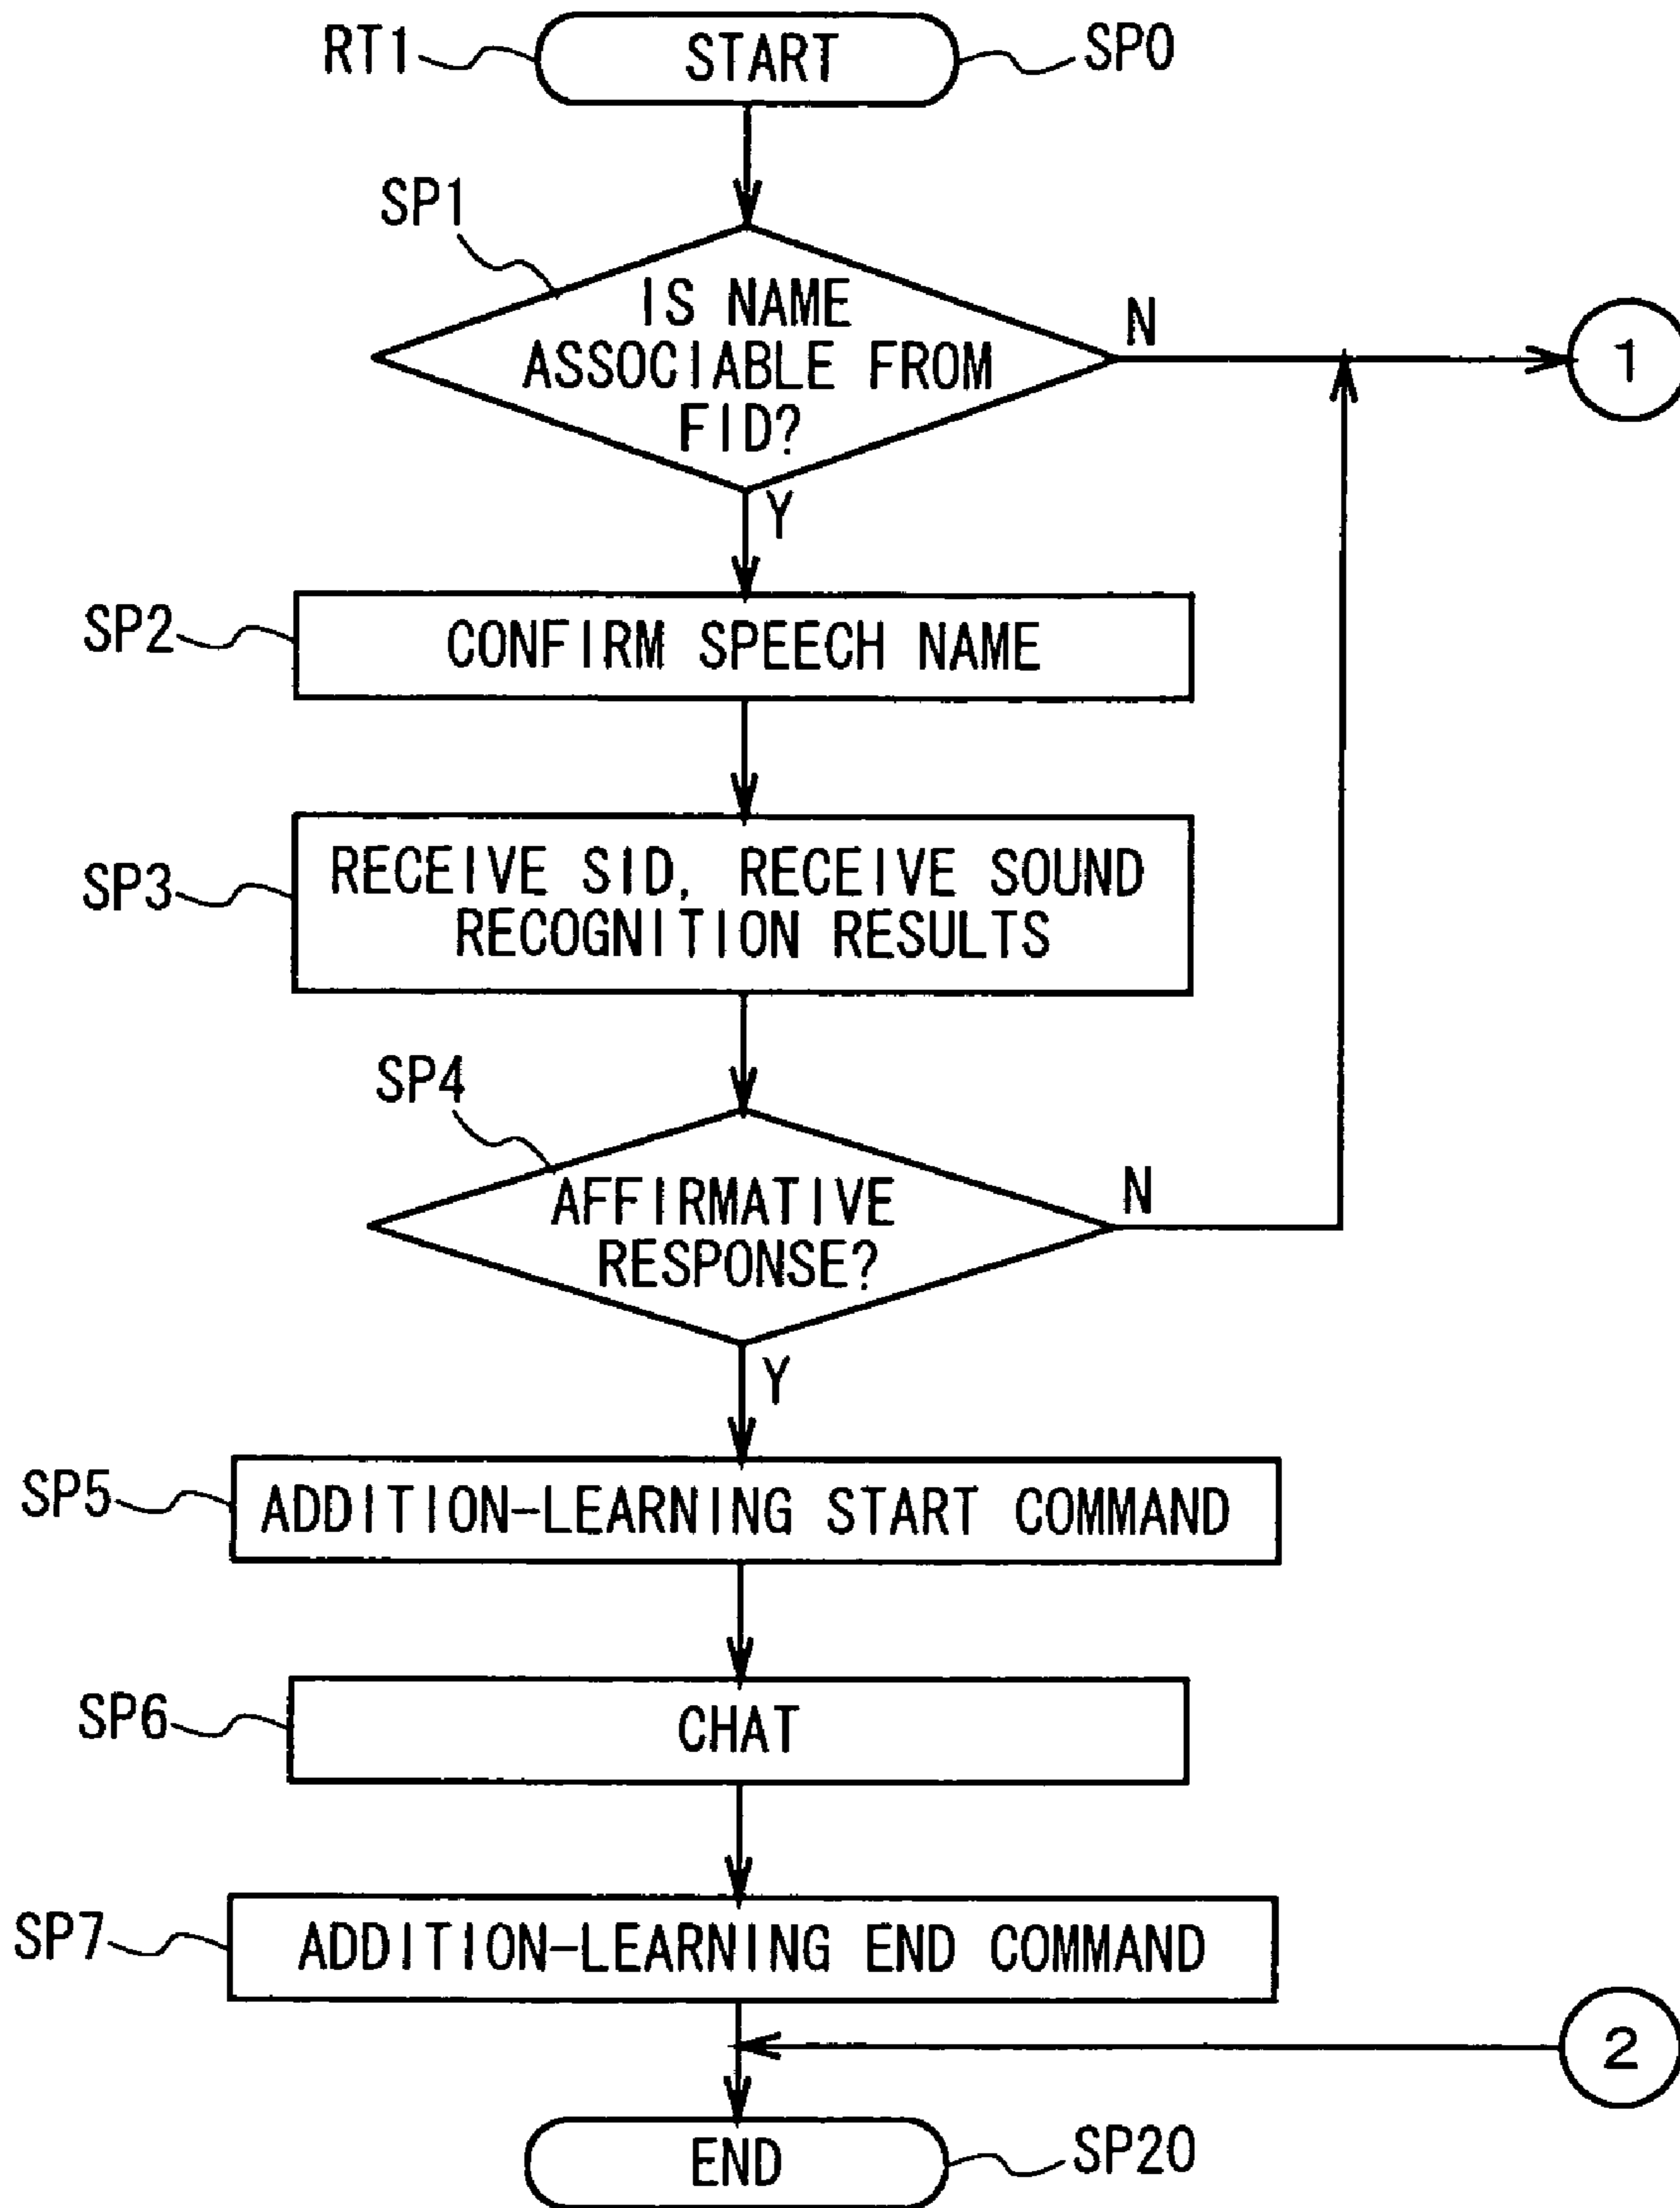 RT1
START
SP0
SP1
IS NAME
ASSOCIABLE FROM
FID?
N
1
Y
SP2
CONFIRM SPEECH NAME
SP3
RECEIVE SID, RECEIVE SOUND
RECOGNITION RESULTS
SP4
AFFIRMATIVE
RESPONSE?
N
Y
SP5
ADDITION-LEARNING START COMMAND
SP6
CHAT
SP7
ADDITION-LEARNING END COMMAND
2
END
SP20